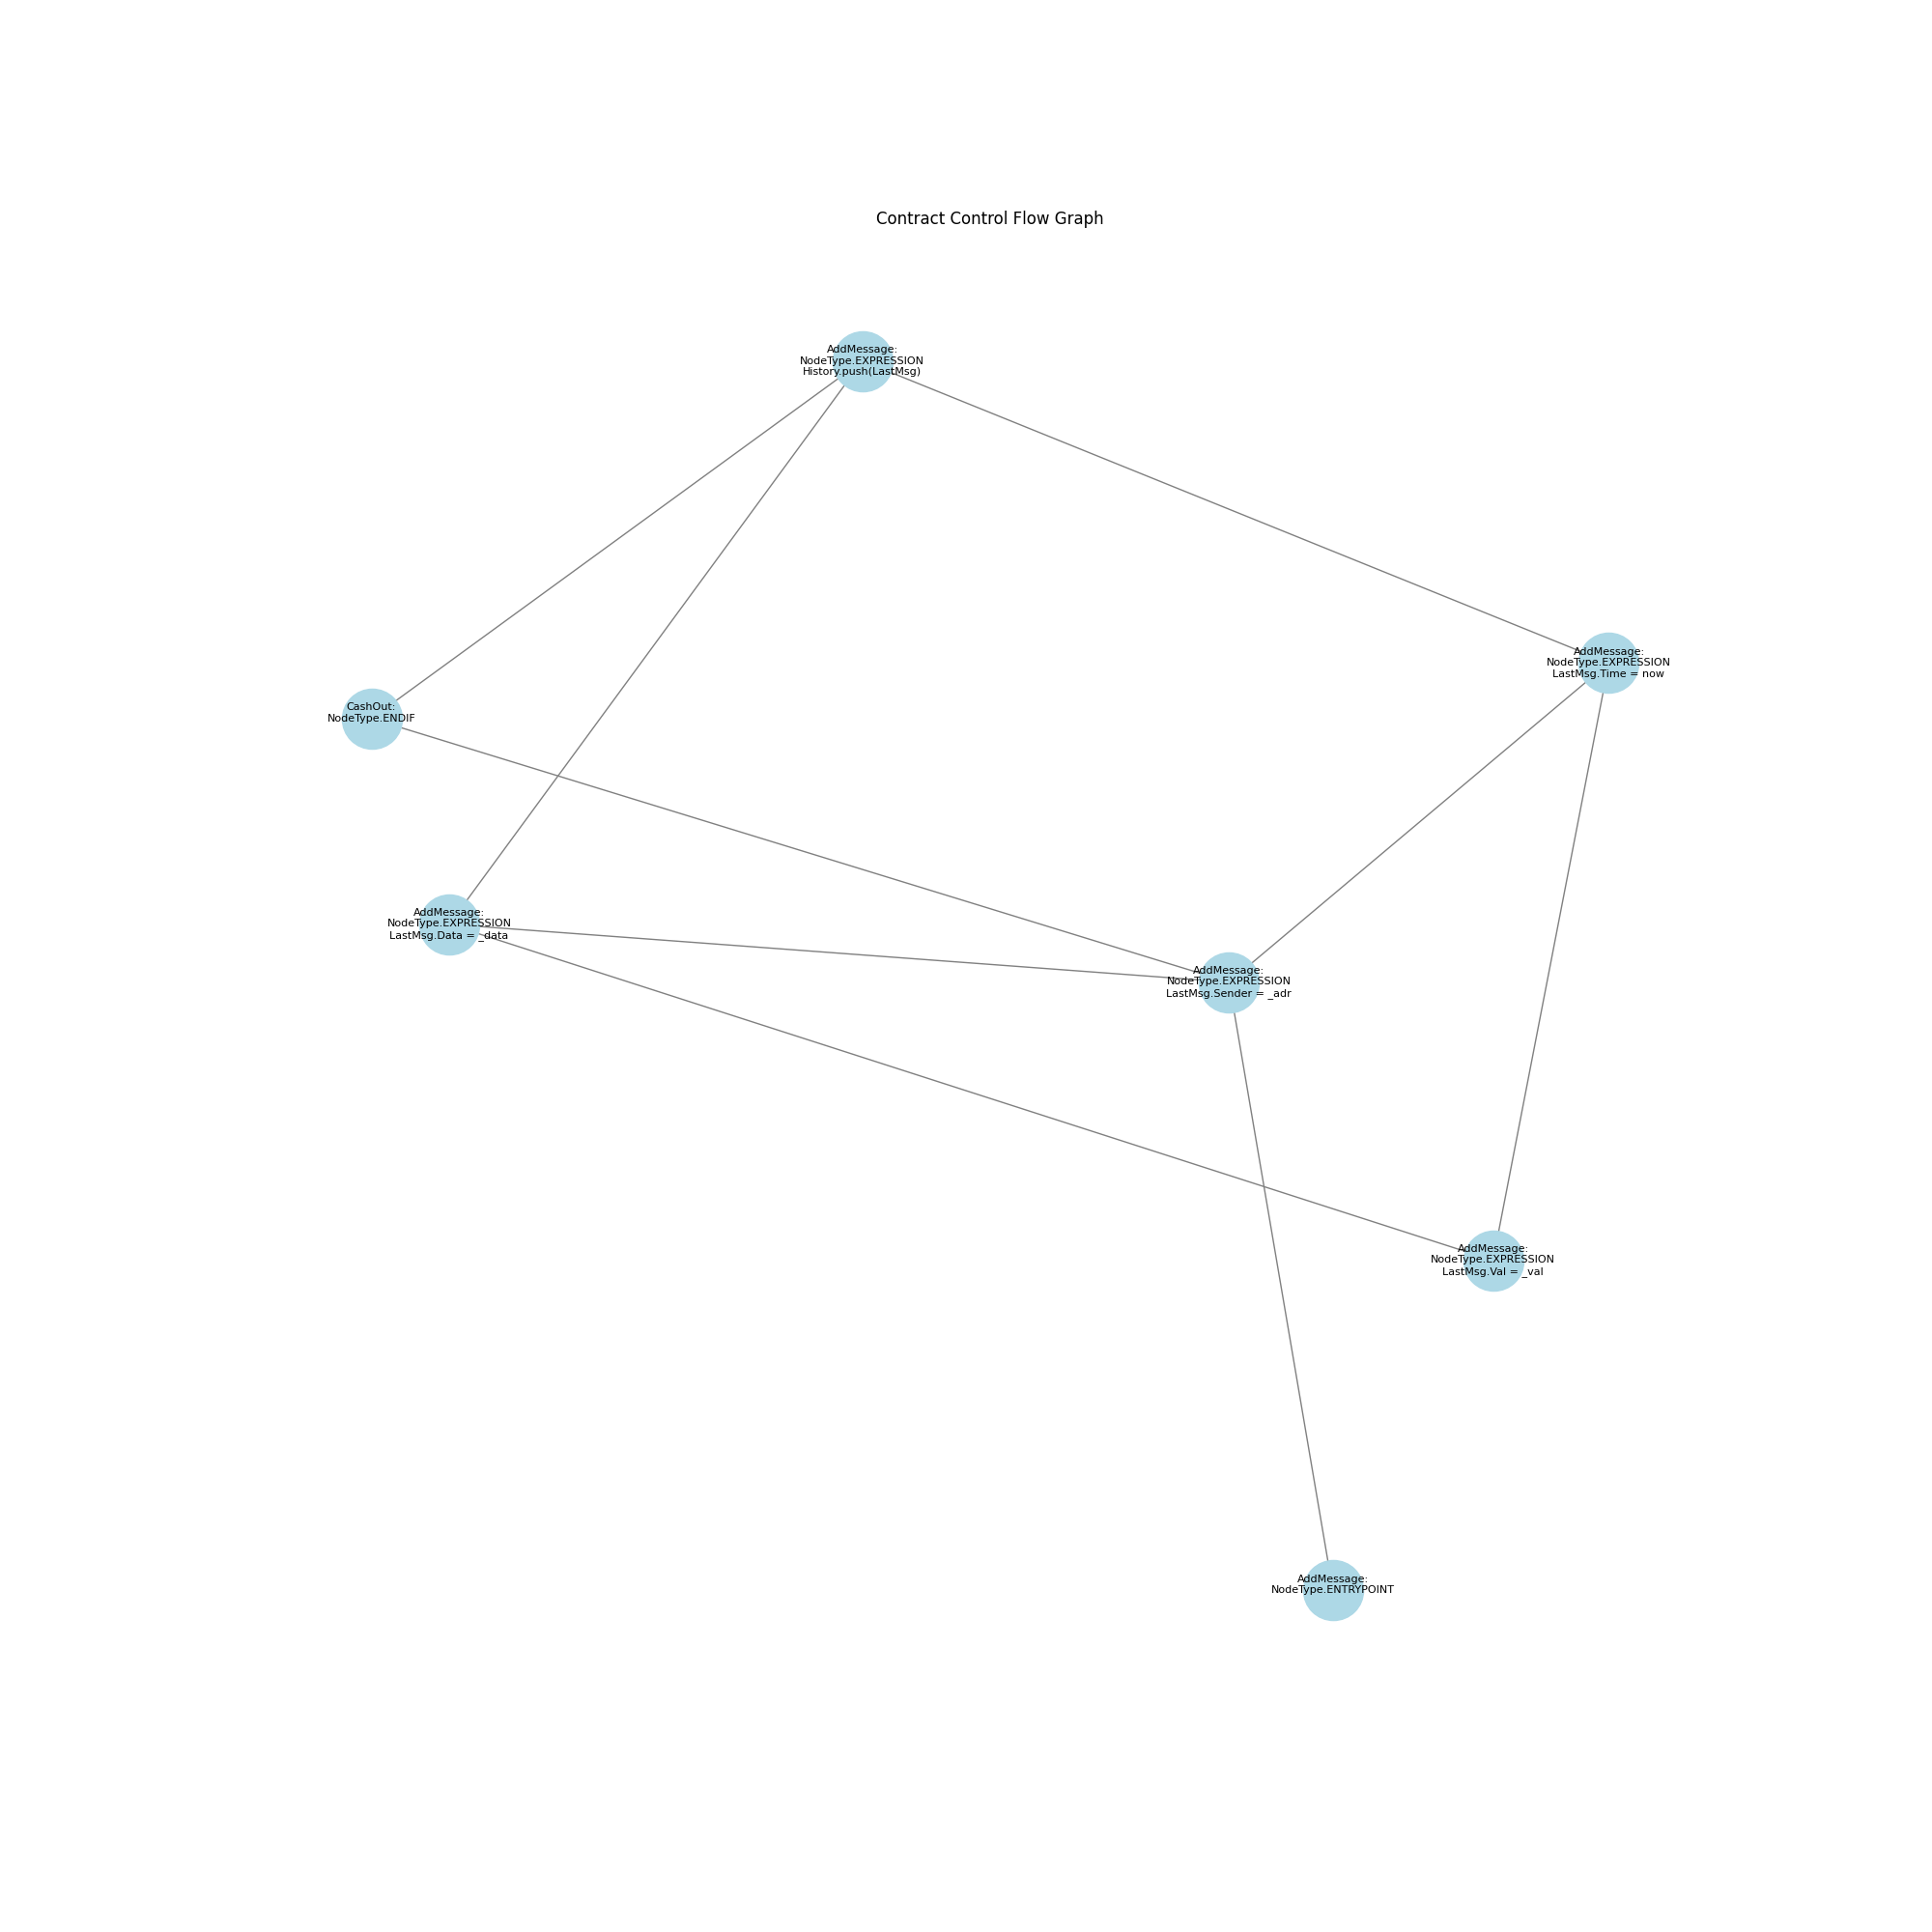 Contract Control Flow Graph
AddMessage:
NodeType.EXPRESSION
History.push(LastMsg)
AddMessage:
NodeType.EXPRESSION
LastMsg.Time = now
CashOut:
NodeType.ENDIF
AddMessage:
NodeType.EXPRESSION
LastMsg.Data = _data
AddMessage:
NodeType.EXPRESSION
LastMsg.Sender = _adr
AddMessage:
NodeType.EXPRESSION
LastMsg.Val = _val
AddMessage:
NodeType.ENTRYPOINT